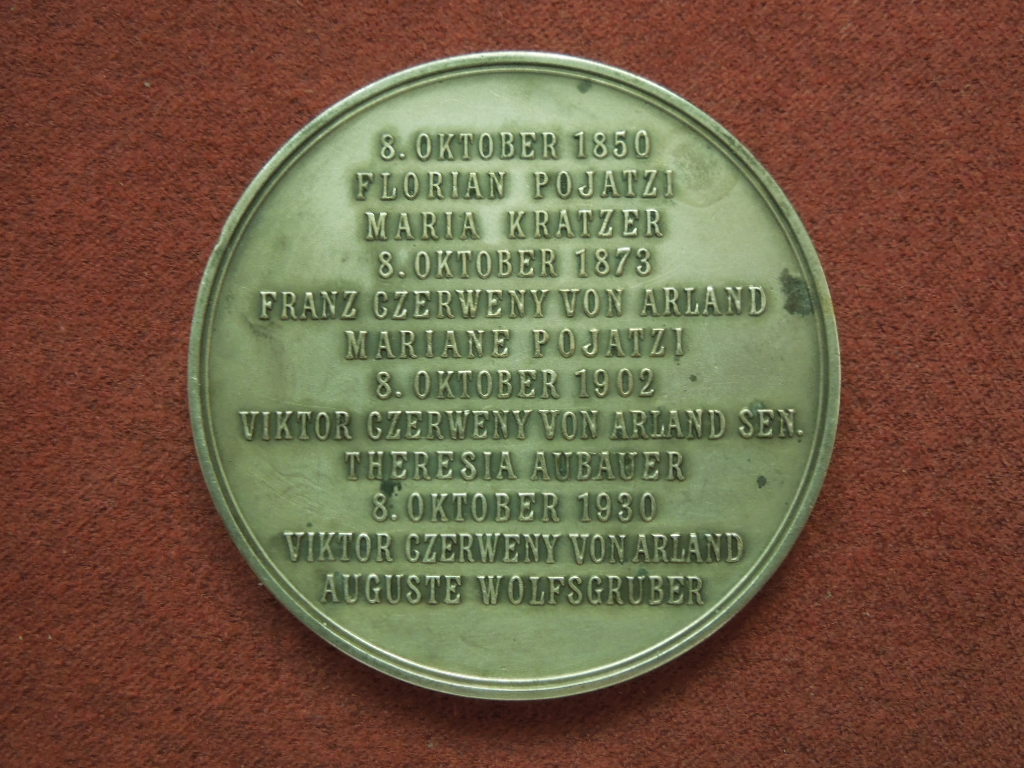 8. OKTOBER 1850
FLORIAN POJATZI
MARIA KRATZER
8. OKTOBER 1873
FRANZ CZERWENY VON ARLAND
MARIANE POJATZI
8. OKTOBER 1902
VIKTOR CZERWENY VON ARLAND SEN.
THERESIA AUBAUER
8. OKTOBER 1930
VIKTOR CZERWENY VON ARLAND
AUGUSTE WOLFSGRUBER